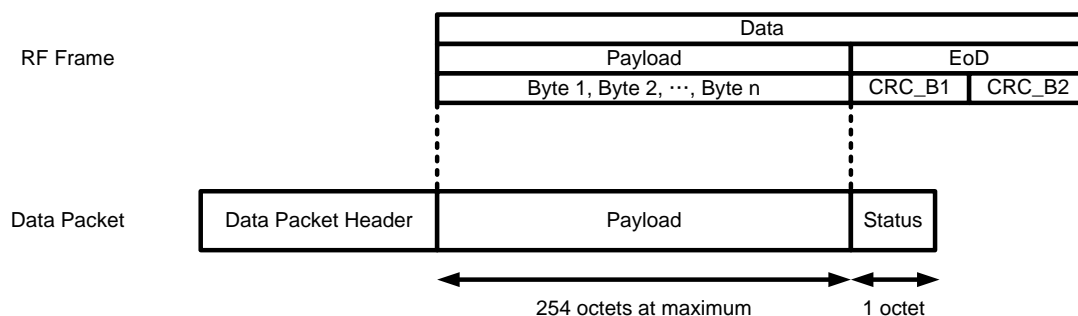 Data
RF Frame
Payload
EoD
Byte 1, Byte 2, ⋯, Byte n
CRC_B1
CRC_B2
Data Packet
Data Packet Header
Payload
Status
254 octets at maximum
1 octet